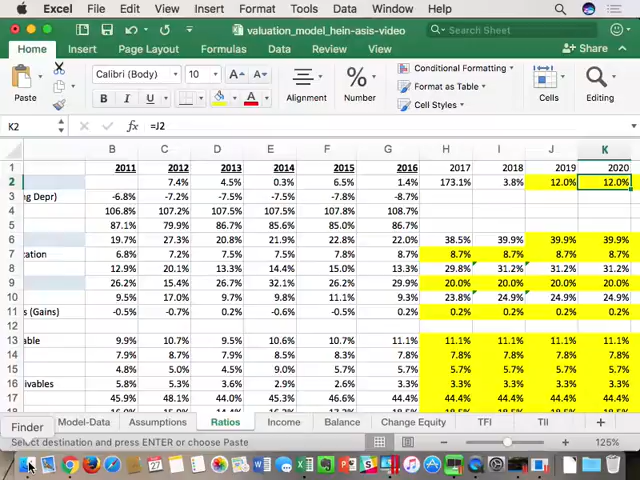 Excel File Edit View Insert Format Tools Data Window
valuation_model_hein-asis-video Search Sheet
Home Insert Page Layout Formulas Data Review View Share
Paste Calibri (Body) 10 A A Alignment % Number Conditional Formatting Format as Table Cell Styles Cells Editing
B I U A
K2 fx =J2
B C D E F G H I J K
1 2011 2012 2013 2014 2015 2016 2017 2018 2019 2020
2 7.4% 4.5% 0.3% 6.5% 1.4% 173.1% 3.8% 12.0% 12.0%
3 ng Depr) -6.8% -7.2% -7.5% -7.5% -7.8% -8.7%
4 106.8% 107.2% 107.5% 107.5% 107.8% 108.7%
5 87.1% 79.9% 86.7% 85.6% 85.6% 86.7%
6 19.7% 27.3% 20.8% 21.9% 22.8% 22.0% 38.5% 39.9% 39.9% 39.9%
7 zation 6.8% 7.2% 7.5% 7.5% 7.8% 8.7% 8.7% 8.7% 8.7% 8.7%
8 12.9% 20.1% 13.3% 14.4% 15.0% 13.3% 29.8% 31.2% 31.2% 31.2%
9 26.2% 15.4% 26.7% 32.1% 26.2% 29.9% 20.0% 20.0% 20.0% 20.0%
10 9.5% 17.0% 9.7% 9.8% 11.1% 9.3% 23.8% 24.9% 24.9% 24.9%
11 s (Gains) -0.5% -0.7% 0.2% -0.6% -0.5% 0.2% 0.2% 0.2% 0.2% 0.2%
12
13 able 9.9% 10.7% 9.5% 10.6% 10.7% 11.1% 11.1% 11.1% 11.1% 11.1%
14 7.9% 8.7% 7.9% 8.5% 8.3% 7.8% 7.8% 7.8% 7.8% 7.8%
15 4.8% 5.0% 4.5% 9.0% 5.7% 5.7% 5.7% 5.7%
16 eivables 5.8% 5.3% 3.6% 2.9% 2.6% 3.3% 3.3% 3.3% 3.3% 3.3%
17 45.9% 48.1% 44.0% 45.3% 46.6% 44.4% 44.4% 44.4% 44.4% 44.4%
Finder
Model-Data Assumptions Ratios Income Balance Change Equity TFI TII +
Select destination and press ENTER or choose Paste 125%